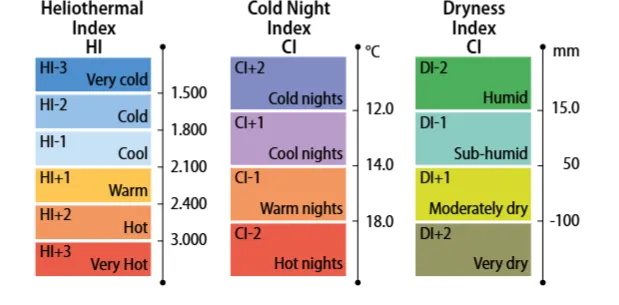 Heliothermal
Index
HI
HI-3
Very cold
1.500
HI-2
Cold
1.800
HI-1
Cool
2.100
HI+1
Warm
2.400
HI+2
Hot
3.000
HI+3
Very Hot
Cold Night
Index
CI
°C
CI+2
Cold nights
12.0
CI+1
Cool nights
14.0
CI-1
Warm nights
18.0
CI-2
Hot nights
Dryness
Index
CI
mm
DI-2
Humid
15.0
DI-1
Sub-humid
50
DI+1
Moderately dry
-100
DI+2
Very dry